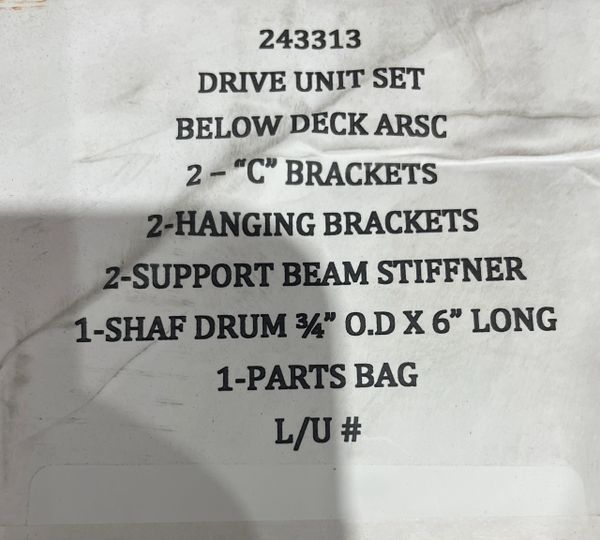 243313
DRIVE UNIT SET
BELOW DECK ARSC
2 – “C” BRACKETS
2-HANGING BRACKETS
2-SUPPORT BEAM STIFFNER
1-SHAF DRUM ¾” O.D X 6” LONG
1-PARTS BAG
L/U #